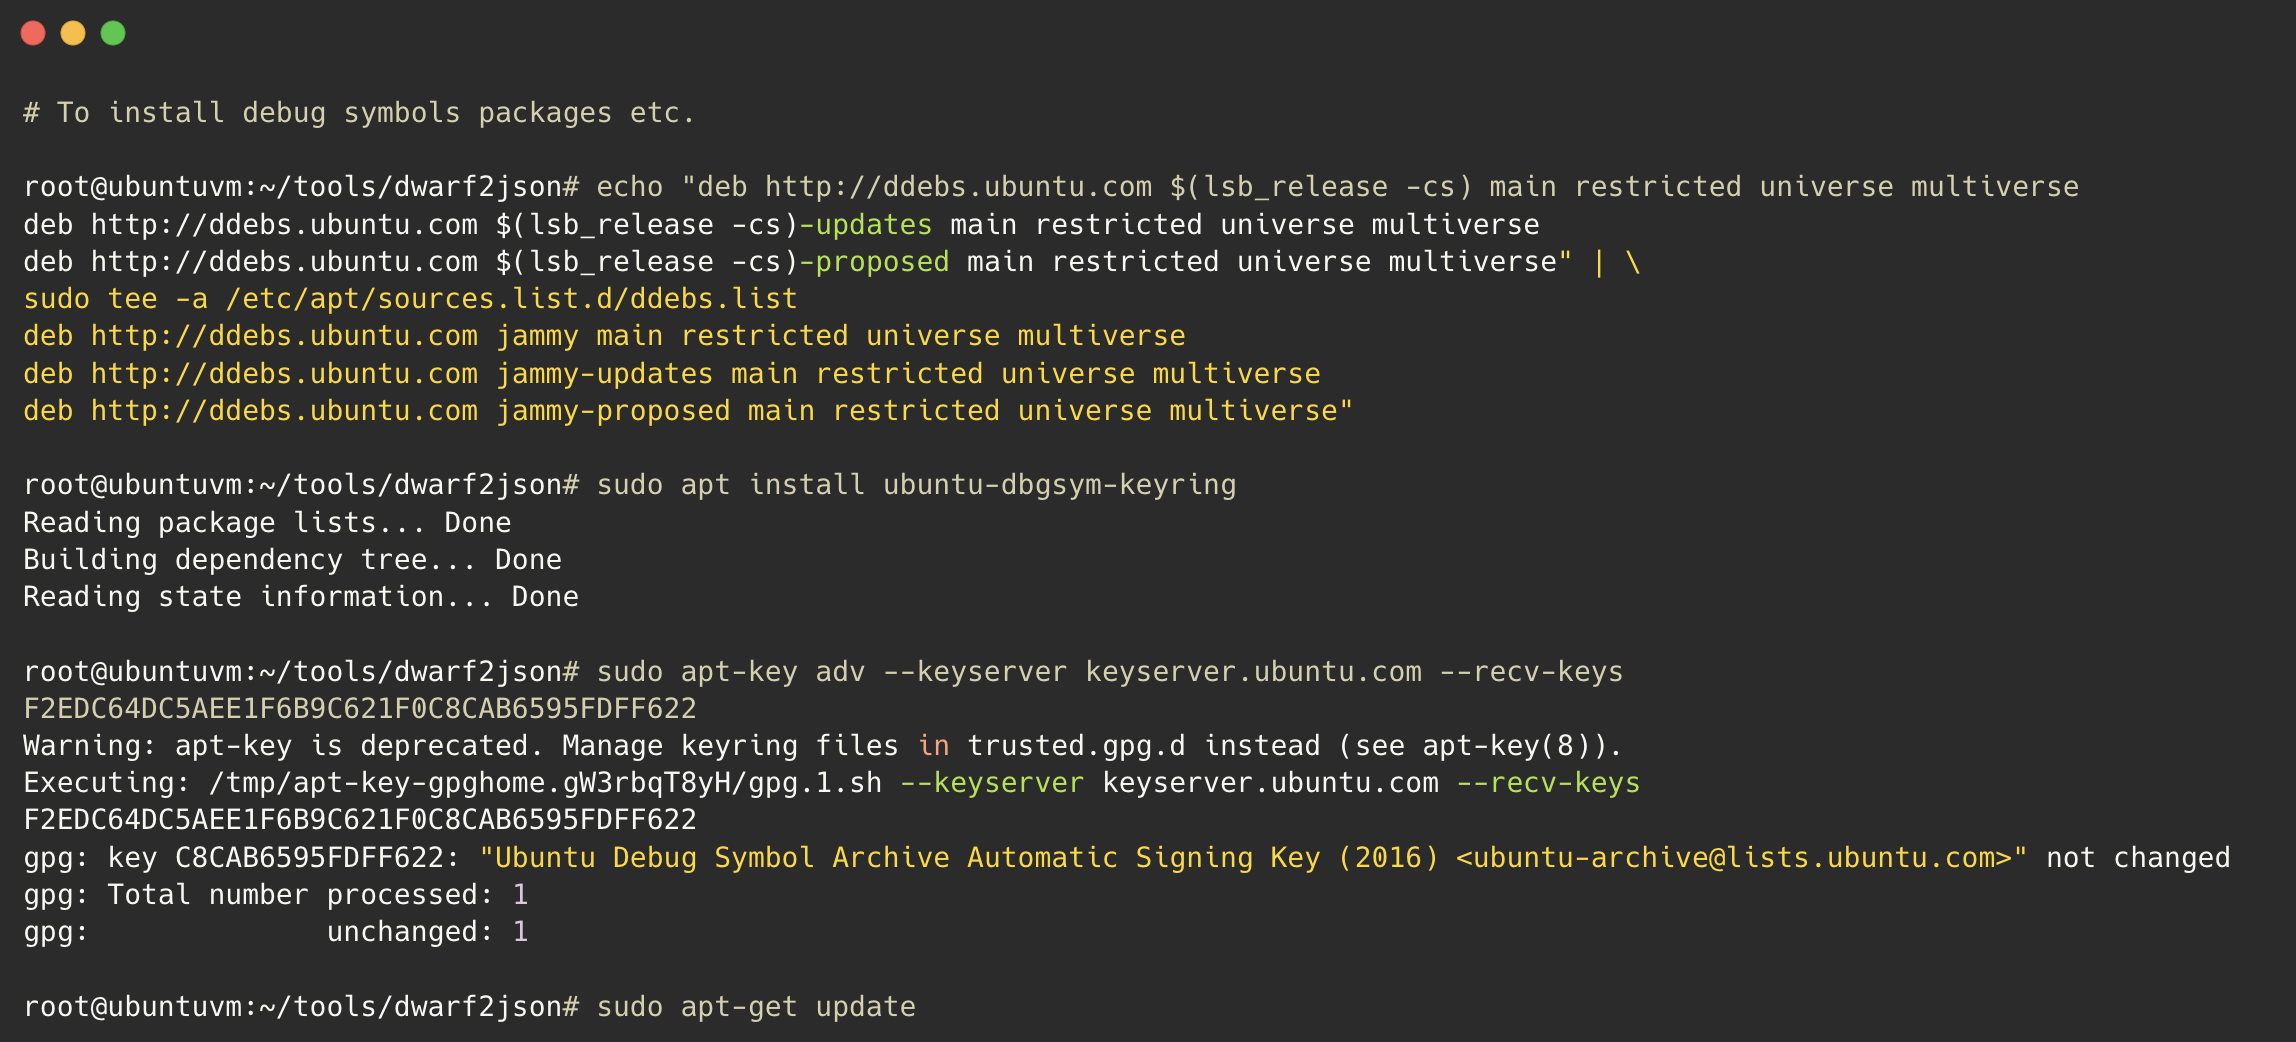 # To install debug symbols packages etc.
root@ubuntuvm:~/tools/dwarf2json# echo "deb http://ddebs.ubuntu.com $(lsb_release -cs) main restricted universe multiverse
deb http://ddebs.ubuntu.com $(lsb_release -cs)-updates main restricted universe multiverse
deb http://ddebs.ubuntu.com $(lsb_release -cs)-proposed main restricted universe multiverse" | \
sudo tee -a /etc/apt/sources.list.d/ddebs.list
deb http://ddebs.ubuntu.com jammy main restricted universe multiverse
deb http://ddebs.ubuntu.com jammy-updates main restricted universe multiverse
deb http://ddebs.ubuntu.com jammy-proposed main restricted universe multiverse"
root@ubuntuvm:~/tools/dwarf2json# sudo apt install ubuntu-dbgsym-keyring
Reading package lists... Done
Building dependency tree... Done
Reading state information... Done
root@ubuntuvm:~/tools/dwarf2json# sudo apt-key adv --keyserver keyserver.ubuntu.com --recv-keys
F2EDC64DC5AEE1F6B9C621F0C8CAB6595FDFF622
Warning: apt-key is deprecated. Manage keyring files in trusted.gpg.d instead (see apt-key(8)).
Executing: /tmp/apt-key-gpghome.gW3rbqT8yH/gpg.1.sh --keyserver keyserver.ubuntu.com --recv-keys
F2EDC64DC5AEE1F6B9C621F0C8CAB6595FDFF622
gpg: key C8CAB6595FDFF622: "Ubuntu Debug Symbol Archive Automatic Signing Key (2016) <ubuntu-archive@lists.ubuntu.com>" not changed
gpg: Total number processed: 1
gpg:              unchanged: 1
root@ubuntuvm:~/tools/dwarf2json# sudo apt-get update